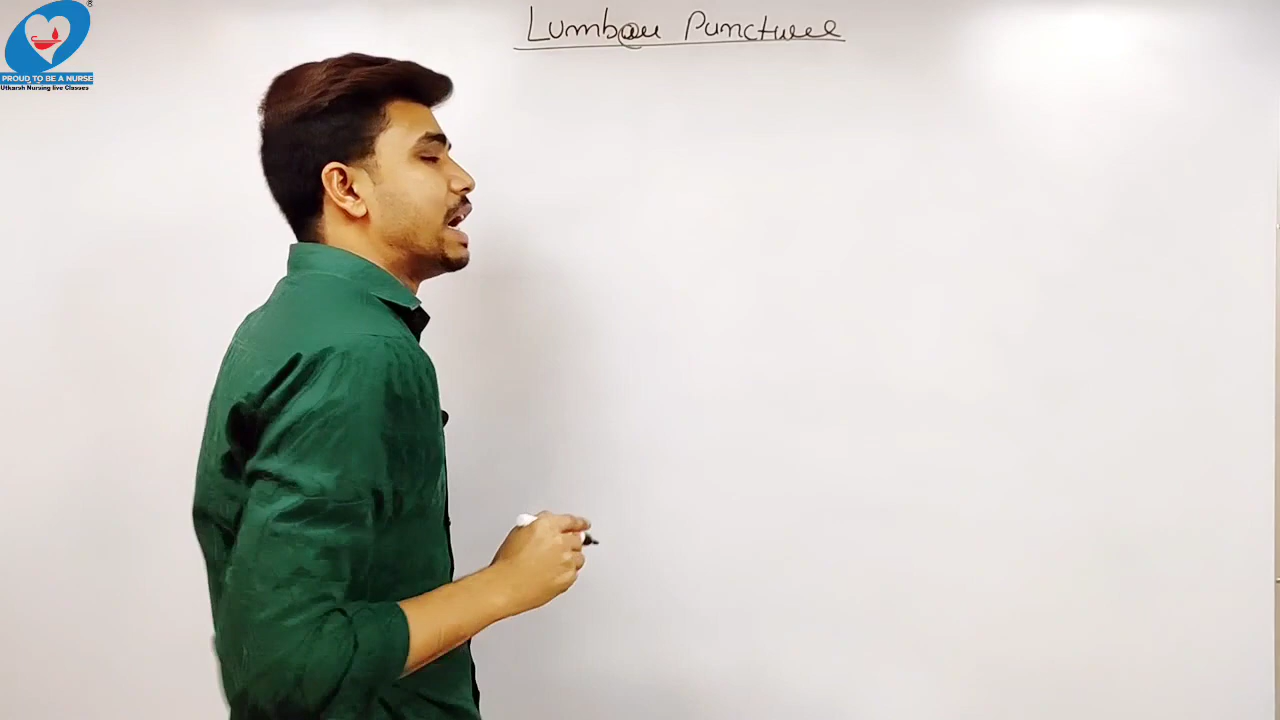 Lumbar Puncture
®
PROUD TO BE A NURSE
Utkarsh Nursing live Classes